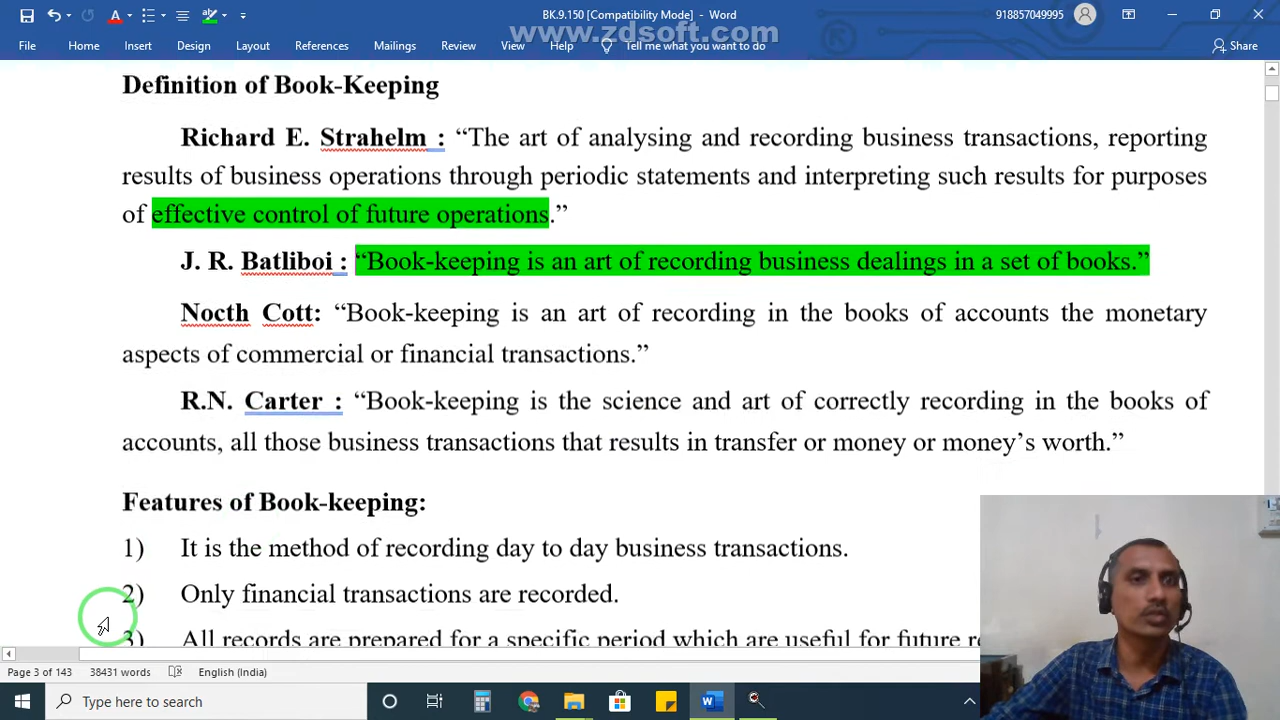 BK.9.150 [Compatibility Mode] - Word
918857049995
www.zdsoft.com
File Home Insert Design Layout References Mailings Review View Help Tell me what you want to do Share
Definition of Book-Keeping
Richard E. Strahelm : “The art of analysing and recording business transactions, reporting
results of business operations through periodic statements and interpreting such results for purposes
of effective control of future operations.”
J. R. Batliboi : “Book-keeping is an art of recording business dealings in a set of books.”
Nocth Cott: “Book-keeping is an art of recording in the books of accounts the monetary
aspects of commercial or financial transactions.”
R.N. Carter : “Book-keeping is the science and art of correctly recording in the books of
accounts, all those business transactions that results in transfer or money or money’s worth.”
Features of Book-keeping:
1) It is the method of recording day to day business transactions.
2) Only financial transactions are recorded.
3) All records are prepared for a specific period which are useful for future
Page 3 of 143 38431 words English (India)
Type here to search